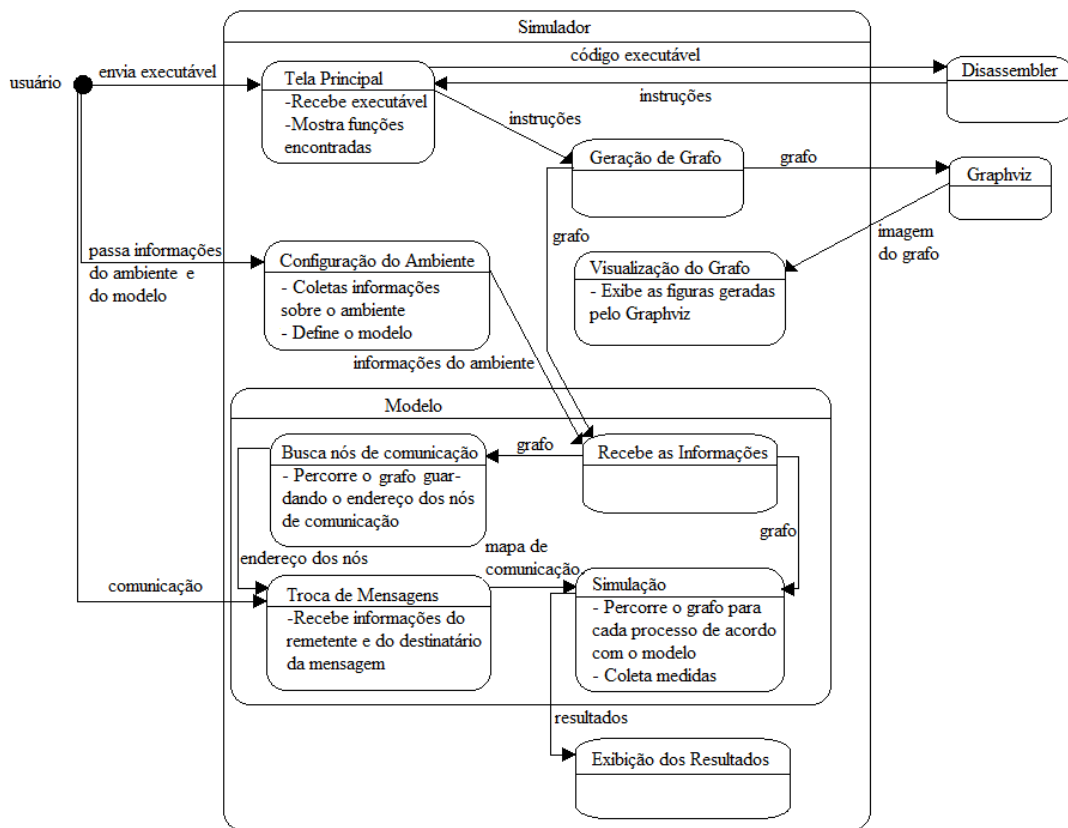 Simulador
código executável
usuário
envia executável
Tela Principal
-Recebe executável
-Mostra funções
encontradas
Disassembler
instruções
instruções
Geração de Grafo
grafo
Graphviz
passa informações
do ambiente e
do modelo
grafo
imagem
do grafo
Configuração do Ambiente
- Coletas informações
sobre o ambiente
- Define o modelo
Visualização do Grafo
- Exibe as figuras geradas
pelo Graphviz
informações do ambiente
Modelo
Busca nós de comunicação
- Percorre o grafo guar-
dando o endereço dos nós
de comunicação
grafo
Recebe as Informações
grafo
endereço dos nós
mapa de
comunicação
comunicação
Troca de Mensagens
-Recebe informações do
remetente e do destinatário
da mensagem
Simulação
- Percorre o grafo para
cada processo de acordo
com o modelo
- Coleta medidas
resultados
Exibição dos Resultados